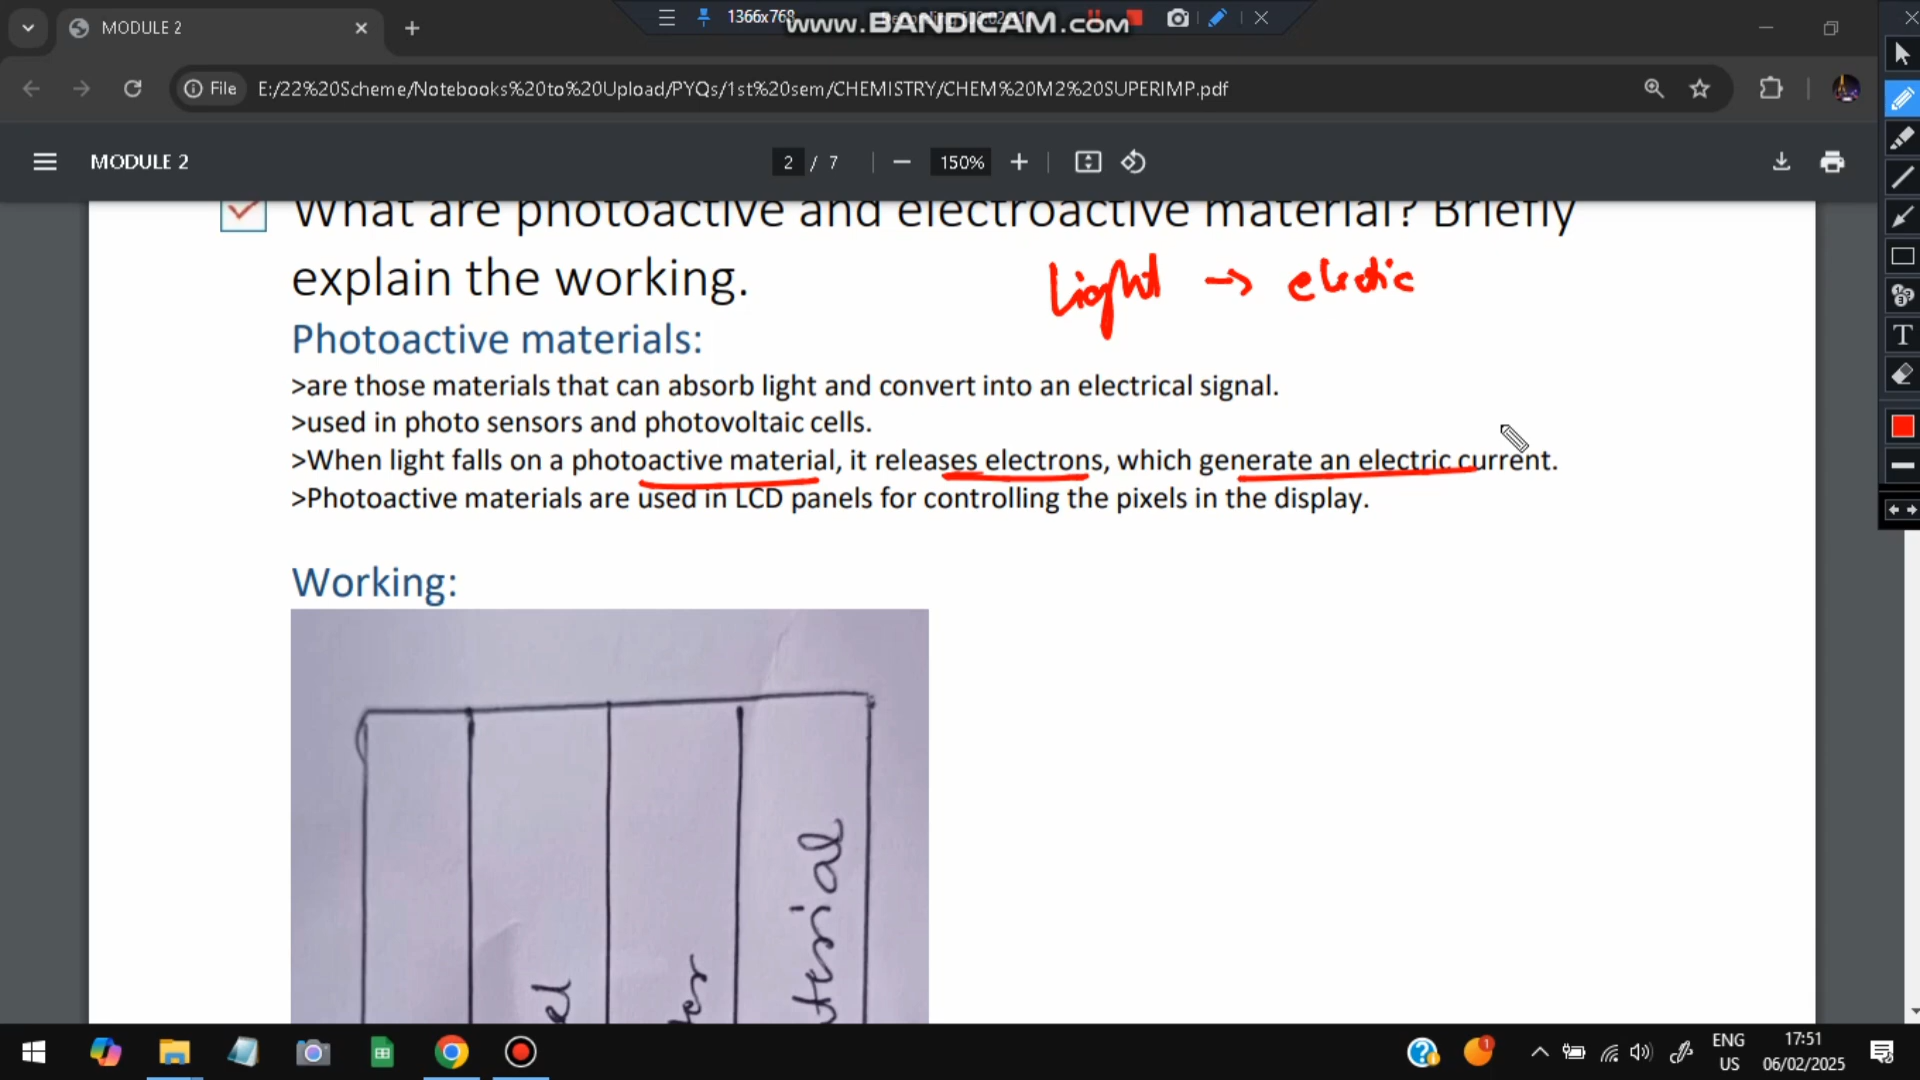 MODULE 2
1366x768
www.BANDICAM.com
File
E:/22%20Scheme/Notebooks%20to%20Upload/PYQs/1st%20sem/CHEMISTRY/CHEM%20M2%20SUPERIMP.pdf
MODULE 2
2 / 7
150%
What are photoactive and electroactive material? Briefly
explain the working.
Light → electic
Photoactive materials:
>are those materials that can absorb light and convert into an electrical signal.
>used in photo sensors and photovoltaic cells.
>When light falls on a photoactive material, it releases electrons, which generate an electric current.
>Photoactive materials are used in LCD panels for controlling the pixels in the display.
Working:
T
ENG
US
17:51
06/02/2025
1